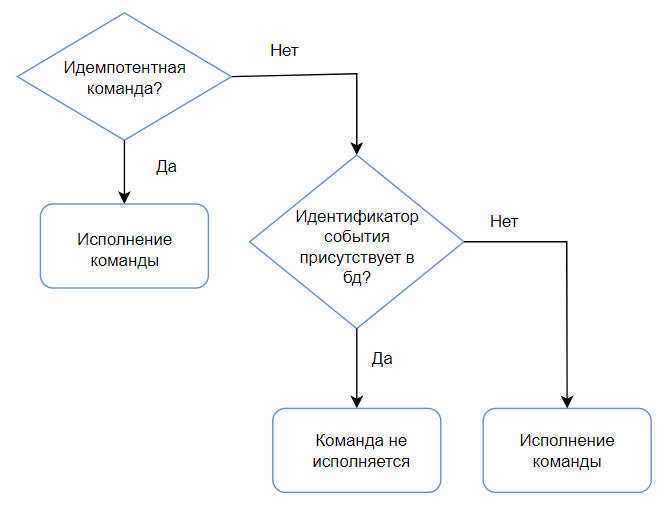 Нет
Идемпотентная
команда?
Да
Исполнение
команды
Идентификатор
события
присутствует в
бд?
Нет
Да
Команда не
исполняется
Исполнение
команды